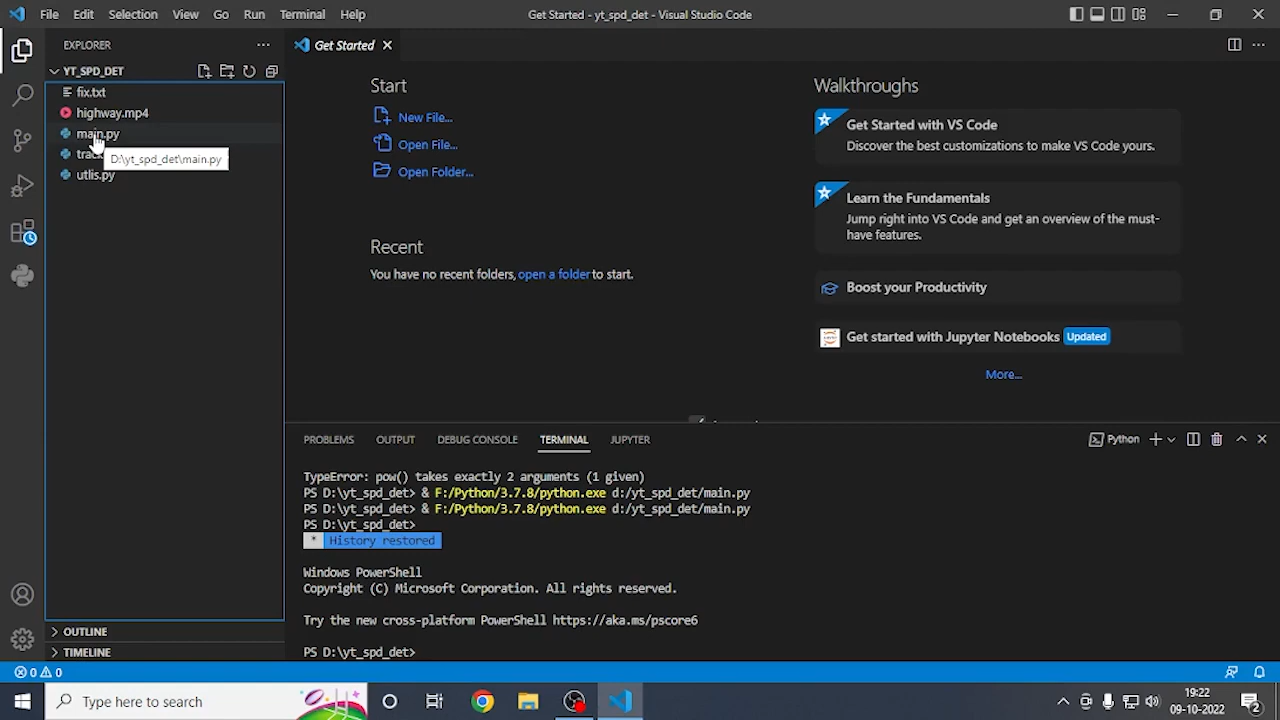 File Edit Selection View Go Run Terminal Help
Get Started - yt_spd_det - Visual Studio Code
EXPLORER
YT_SPD_DET
fix.txt
highway.mp4
main.py
D:\yt_spd_det\main.py
utlis.py
OUTLINE
TIMELINE
Get Started
Start
New File...
Open File...
Open Folder...
Recent
You have no recent folders, open a folder to start.
Walkthroughs
Get Started with VS Code
Discover the best customizations to make VS Code yours.
Learn the Fundamentals
Jump right into VS Code and get an overview of the must-
have features.
Boost your Productivity
Get started with Jupyter Notebooks Updated
More...
PROBLEMS OUTPUT DEBUG CONSOLE TERMINAL JUPYTER
Python
TypeError: pow() takes exactly 2 arguments (1 given)
PS D:\yt_spd_det> & F:/Python/3.7.8/python.exe d:/yt_spd_det/main.py
PS D:\yt_spd_det> & F:/Python/3.7.8/python.exe d:/yt_spd_det/main.py
PS D:\yt_spd_det>
* History restored
Windows PowerShell
Copyright (C) Microsoft Corporation. All rights reserved.
Try the new cross-platform PowerShell https://aka.ms/pscore6
PS D:\yt_spd_det>
0 0
Type here to search
19:22
09-10-2022
2